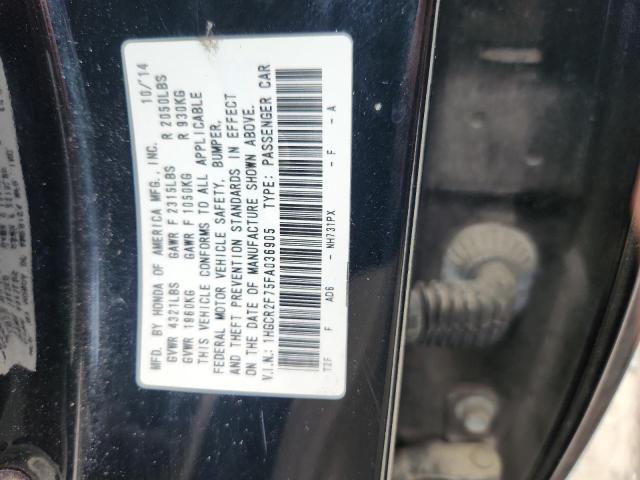 MFD. BY HONDA OF AMERICA MFG., INC. 10/14
GVWR 4321LBS GAWR F 2315LBS R 2050LBS
GVWR 1960KG GAWR F 1050KG R 930KG
THIS VEHICLE CONFORMS TO ALL APPLICABLE
FEDERAL MOTOR VEHICLE SAFETY, BUMPER,
AND THEFT PREVENTION STANDARDS IN EFFECT
ON THE DATE OF MANUFACTURE SHOWN ABOVE.
V.I.N.: 1HGCR2F75FA036905 TYPE: PASSENGER CAR
T2F F AD6 - NH731PX - F - A